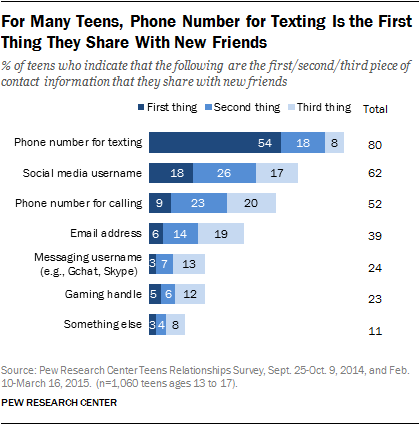 For Many Teens, Phone Number for Texting Is the First
Thing They Share With New Friends
% of teens who indicate that the following are the first/second/third piece of
contact information that they share with new friends
First thing Second thing Third thing Total
Phone number for texting 54 18 8 80
Social media username 18 26 17 62
Phone number for calling 9 23 20 52
Email address 6 14 19 39
Messaging username
(e.g., Gchat, Skype) 3 7 13 24
Gaming handle 5 6 12 23
Something else 3 4 8 11
Source: Pew Research Center Teens Relationships Survey, Sept. 25-Oct. 9, 2014, and Feb.
10-March 16, 2015. (n=1,060 teens ages 13 to 17).
PEW RESEARCH CENTER